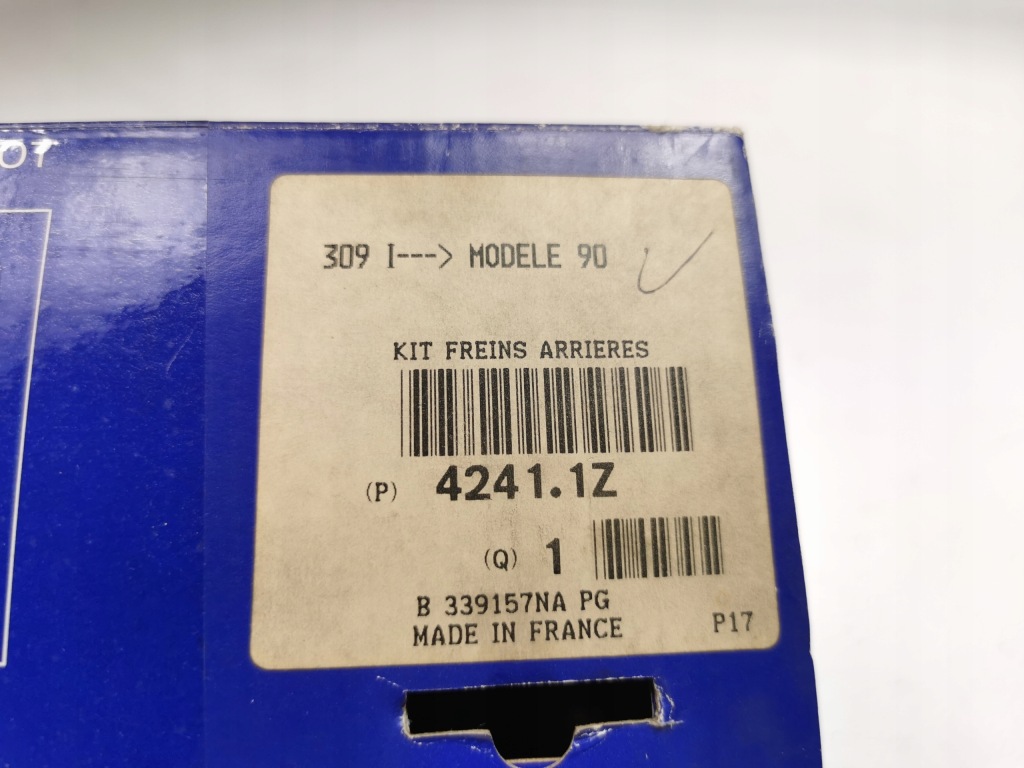 309 I---> MODELE 90
KIT FREINS ARRIERES
(P) 4241.1Z
(Q) 1
B 339157NA PG
MADE IN FRANCE
P17